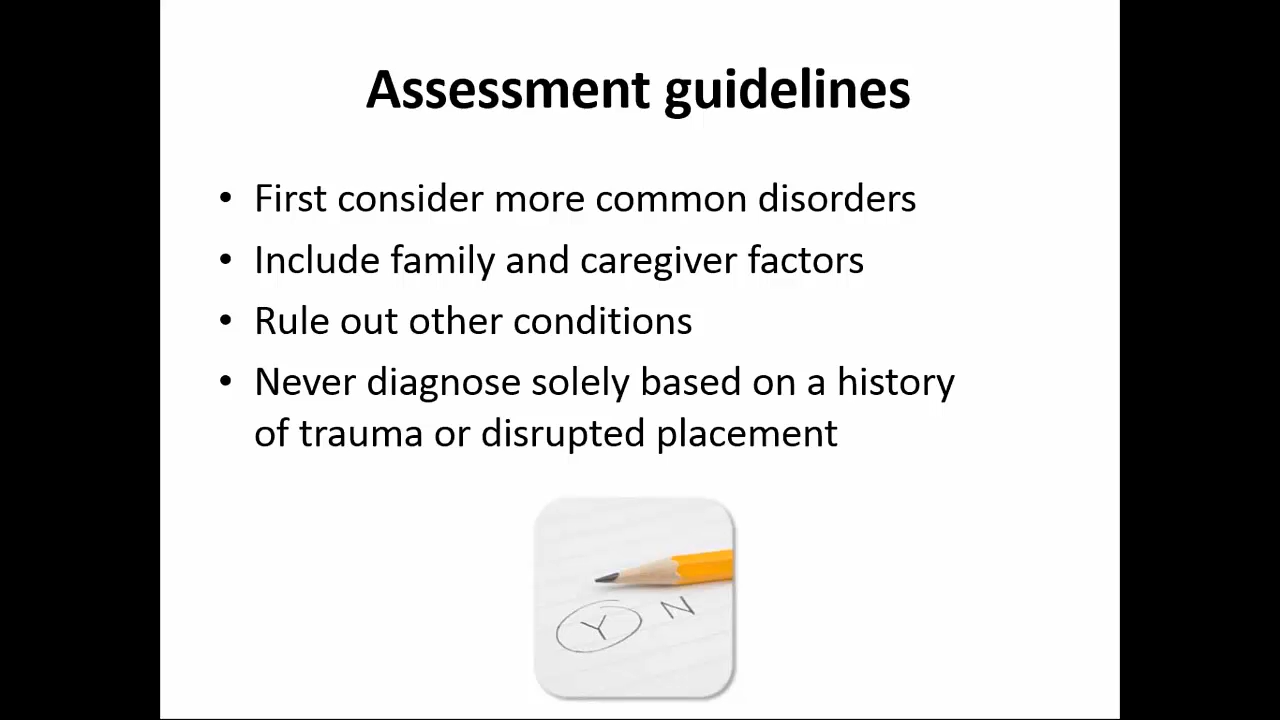 Assessment guidelines
• First consider more common disorders
• Include family and caregiver factors
• Rule out other conditions
• Never diagnose solely based on a history
of trauma or disrupted placement
Y N